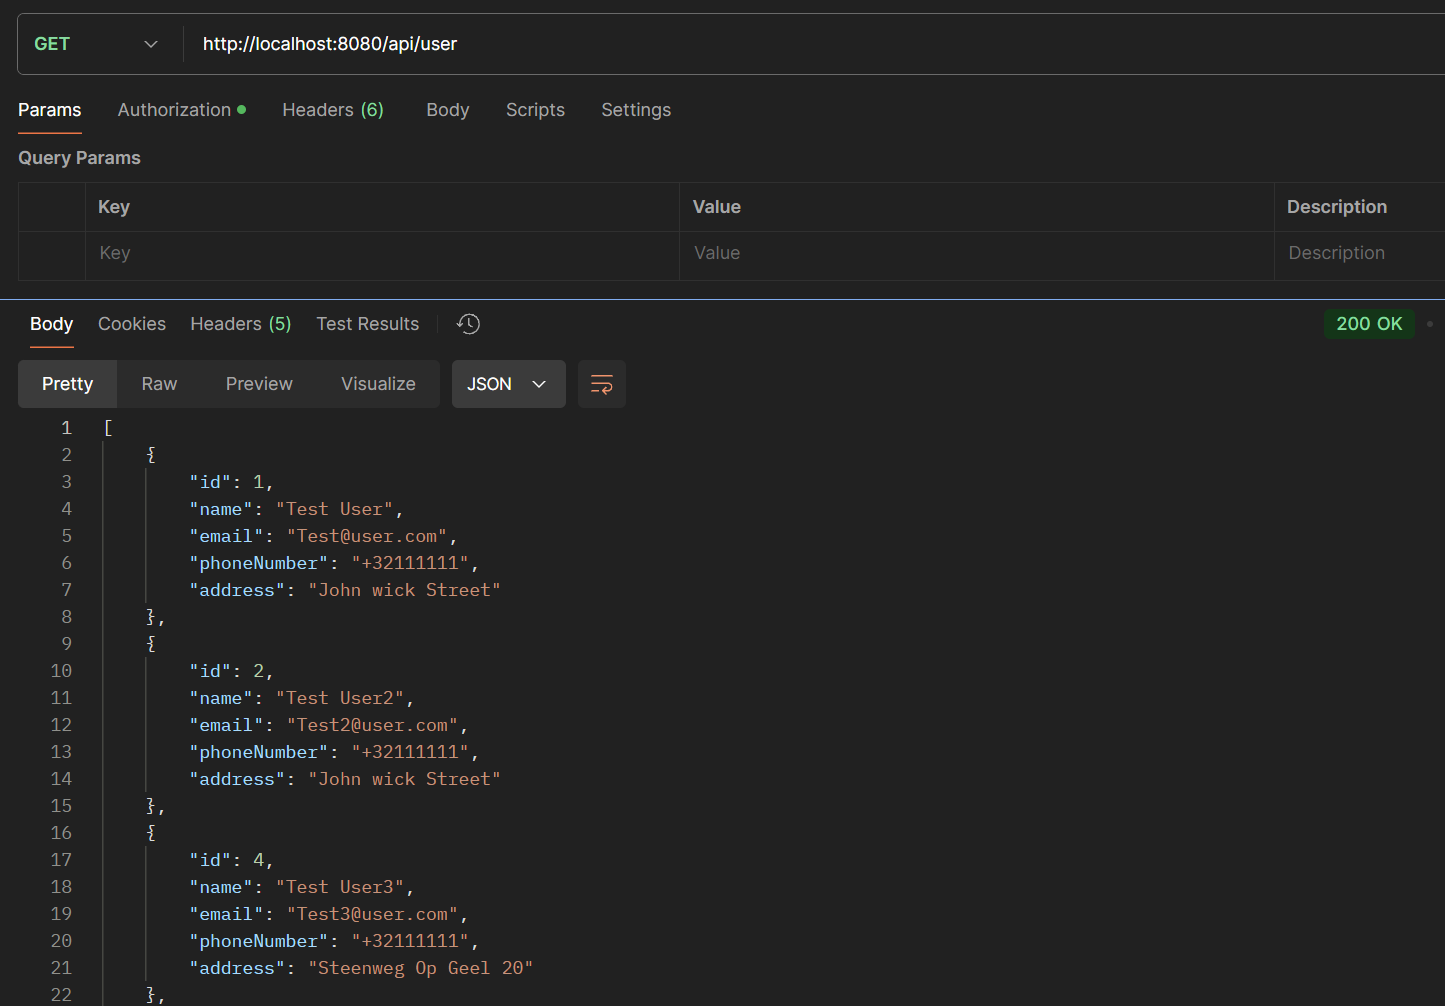 GET http://localhost:8080/api/user
Params Authorization Headers (6) Body Scripts Settings
Query Params
Key Value Description
Key Value Description
Body Cookies Headers (5) Test Results 200 OK
Pretty Raw Preview Visualize JSON
1 [
2 {
3 "id": 1,
4 "name": "Test User",
5 "email": "Test@user.com",
6 "phoneNumber": "+32111111",
7 "address": "John wick Street"
8 },
9 {
10 "id": 2,
11 "name": "Test User2",
12 "email": "Test2@user.com",
13 "phoneNumber": "+32111111",
14 "address": "John wick Street"
15 },
16 {
17 "id": 4,
18 "name": "Test User3",
19 "email": "Test3@user.com",
20 "phoneNumber": "+32111111",
21 "address": "Steenweg Op Geel 20"
22 },